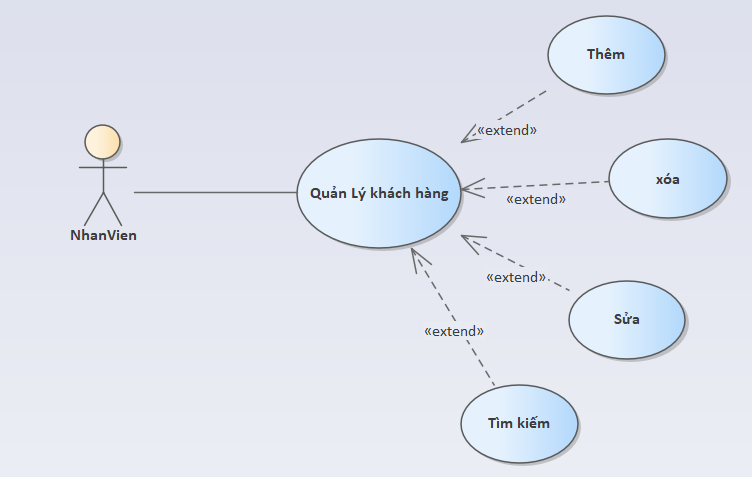 Thêm
«extend»
xóa
Quản Lý khách hàng
«extend»
NhanVien
«extend»
Sửa
«extend»
Tìm kiếm